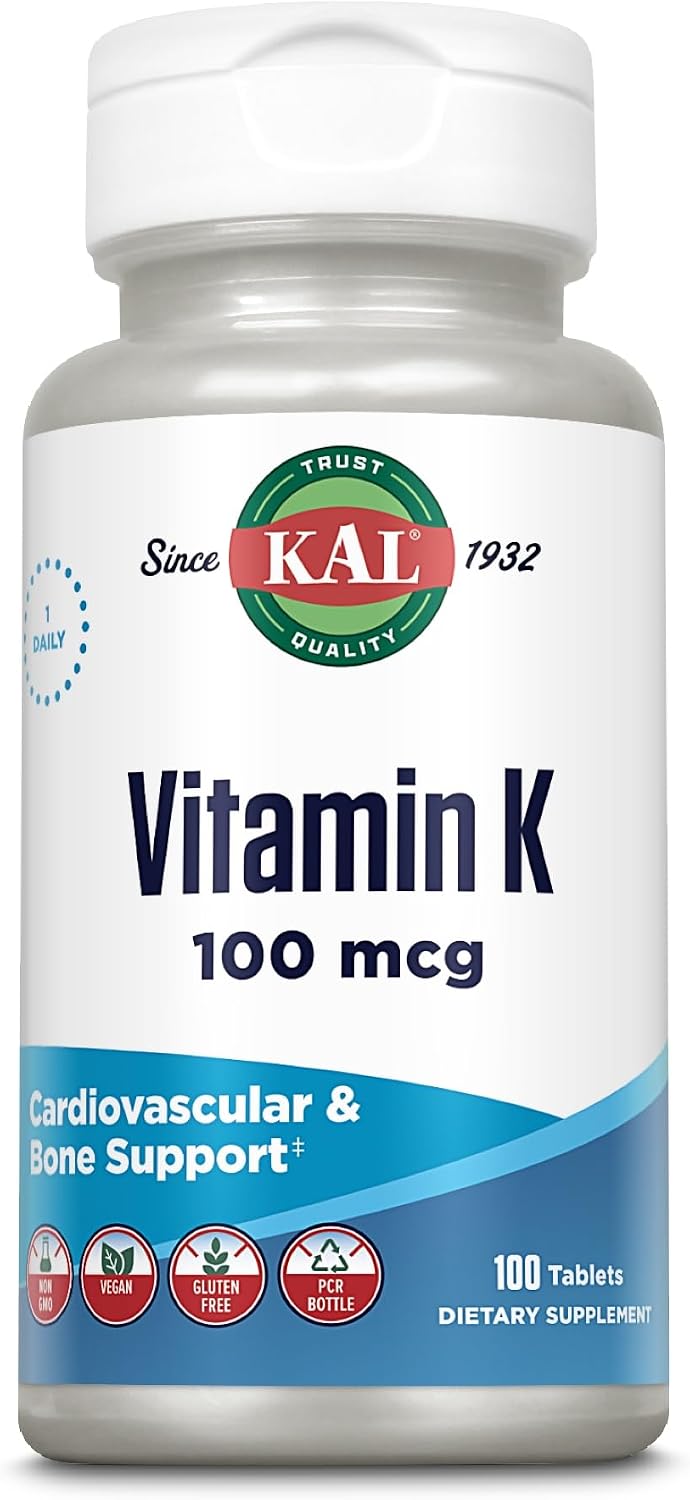 TRUST
Since KAL® 1932
QUALITY
1
DAILY
Vitamin K
100 mcg
Cardiovascular &
Bone Support‡
NON
GMO
VEGAN
GLUTEN
FREE
PCR
BOTTLE
100 Tablets
DIETARY SUPPLEMENT